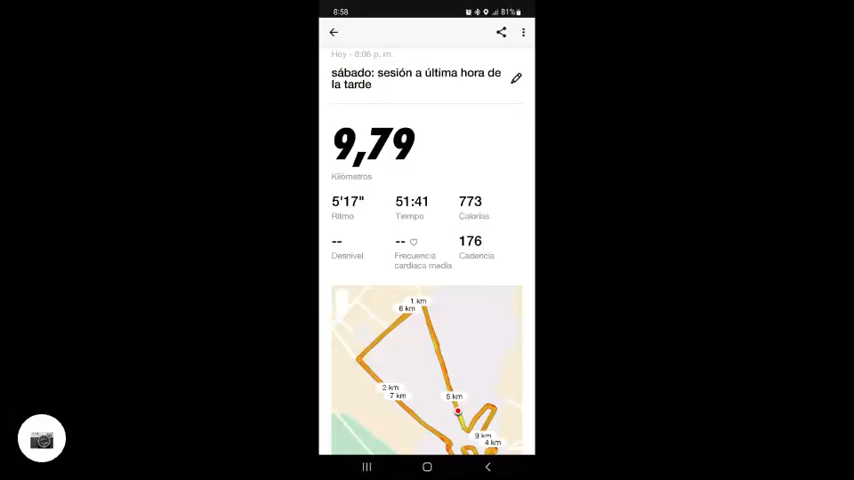 8:58
81%
Hoy - 8:06 p. m.
sábado: sesión a última hora de
la tarde
9,79
Kilómetros
5'17" 51:41 773
Ritmo Tiempo Calorías
-- -- 176
Desnivel Frecuencia Cadencia
cardiaca media
1 km
6 km
2 km
7 km
5 km
9 km
4 km